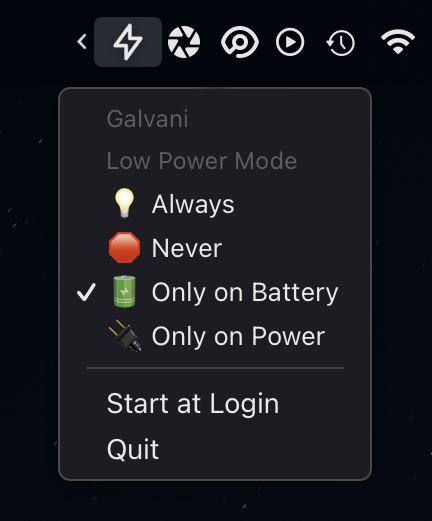 Galvani
Low Power Mode
Always
Never
Only on Battery
Only on Power
Start at Login
Quit